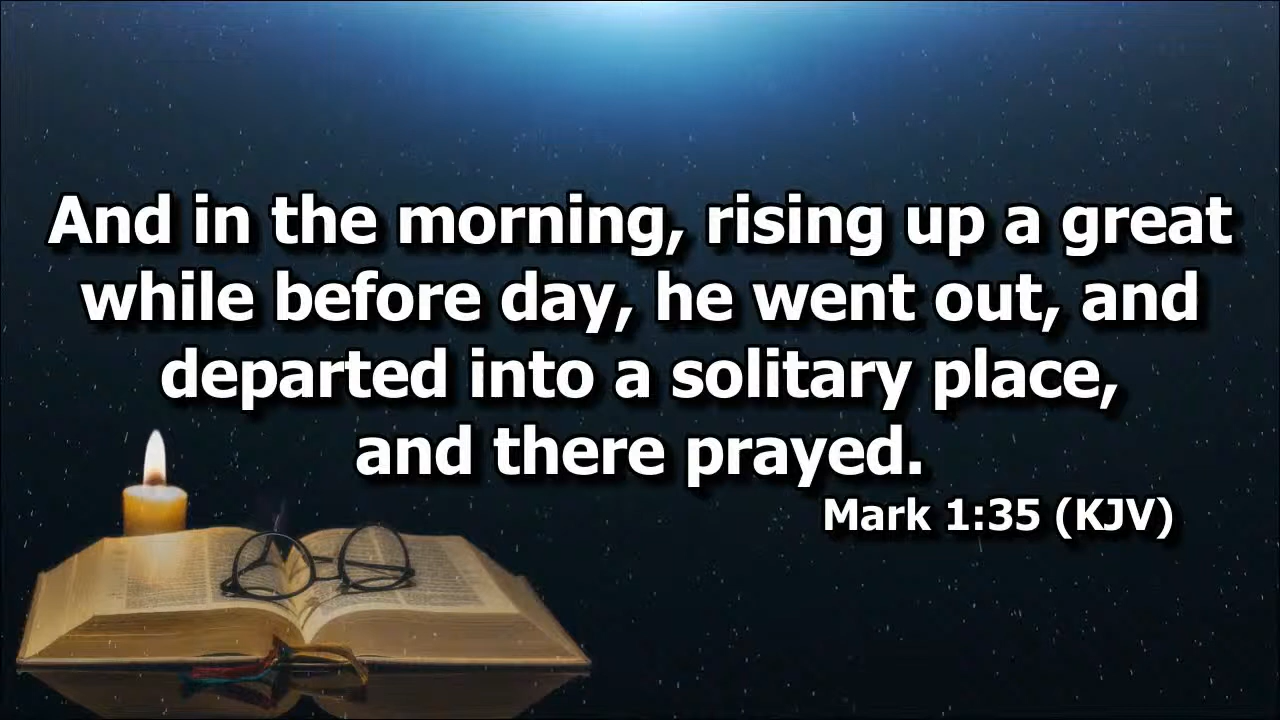 And in the morning, rising up a great
while before day, he went out, and
departed into a solitary place,
and there prayed.
Mark 1:35 (KJV)